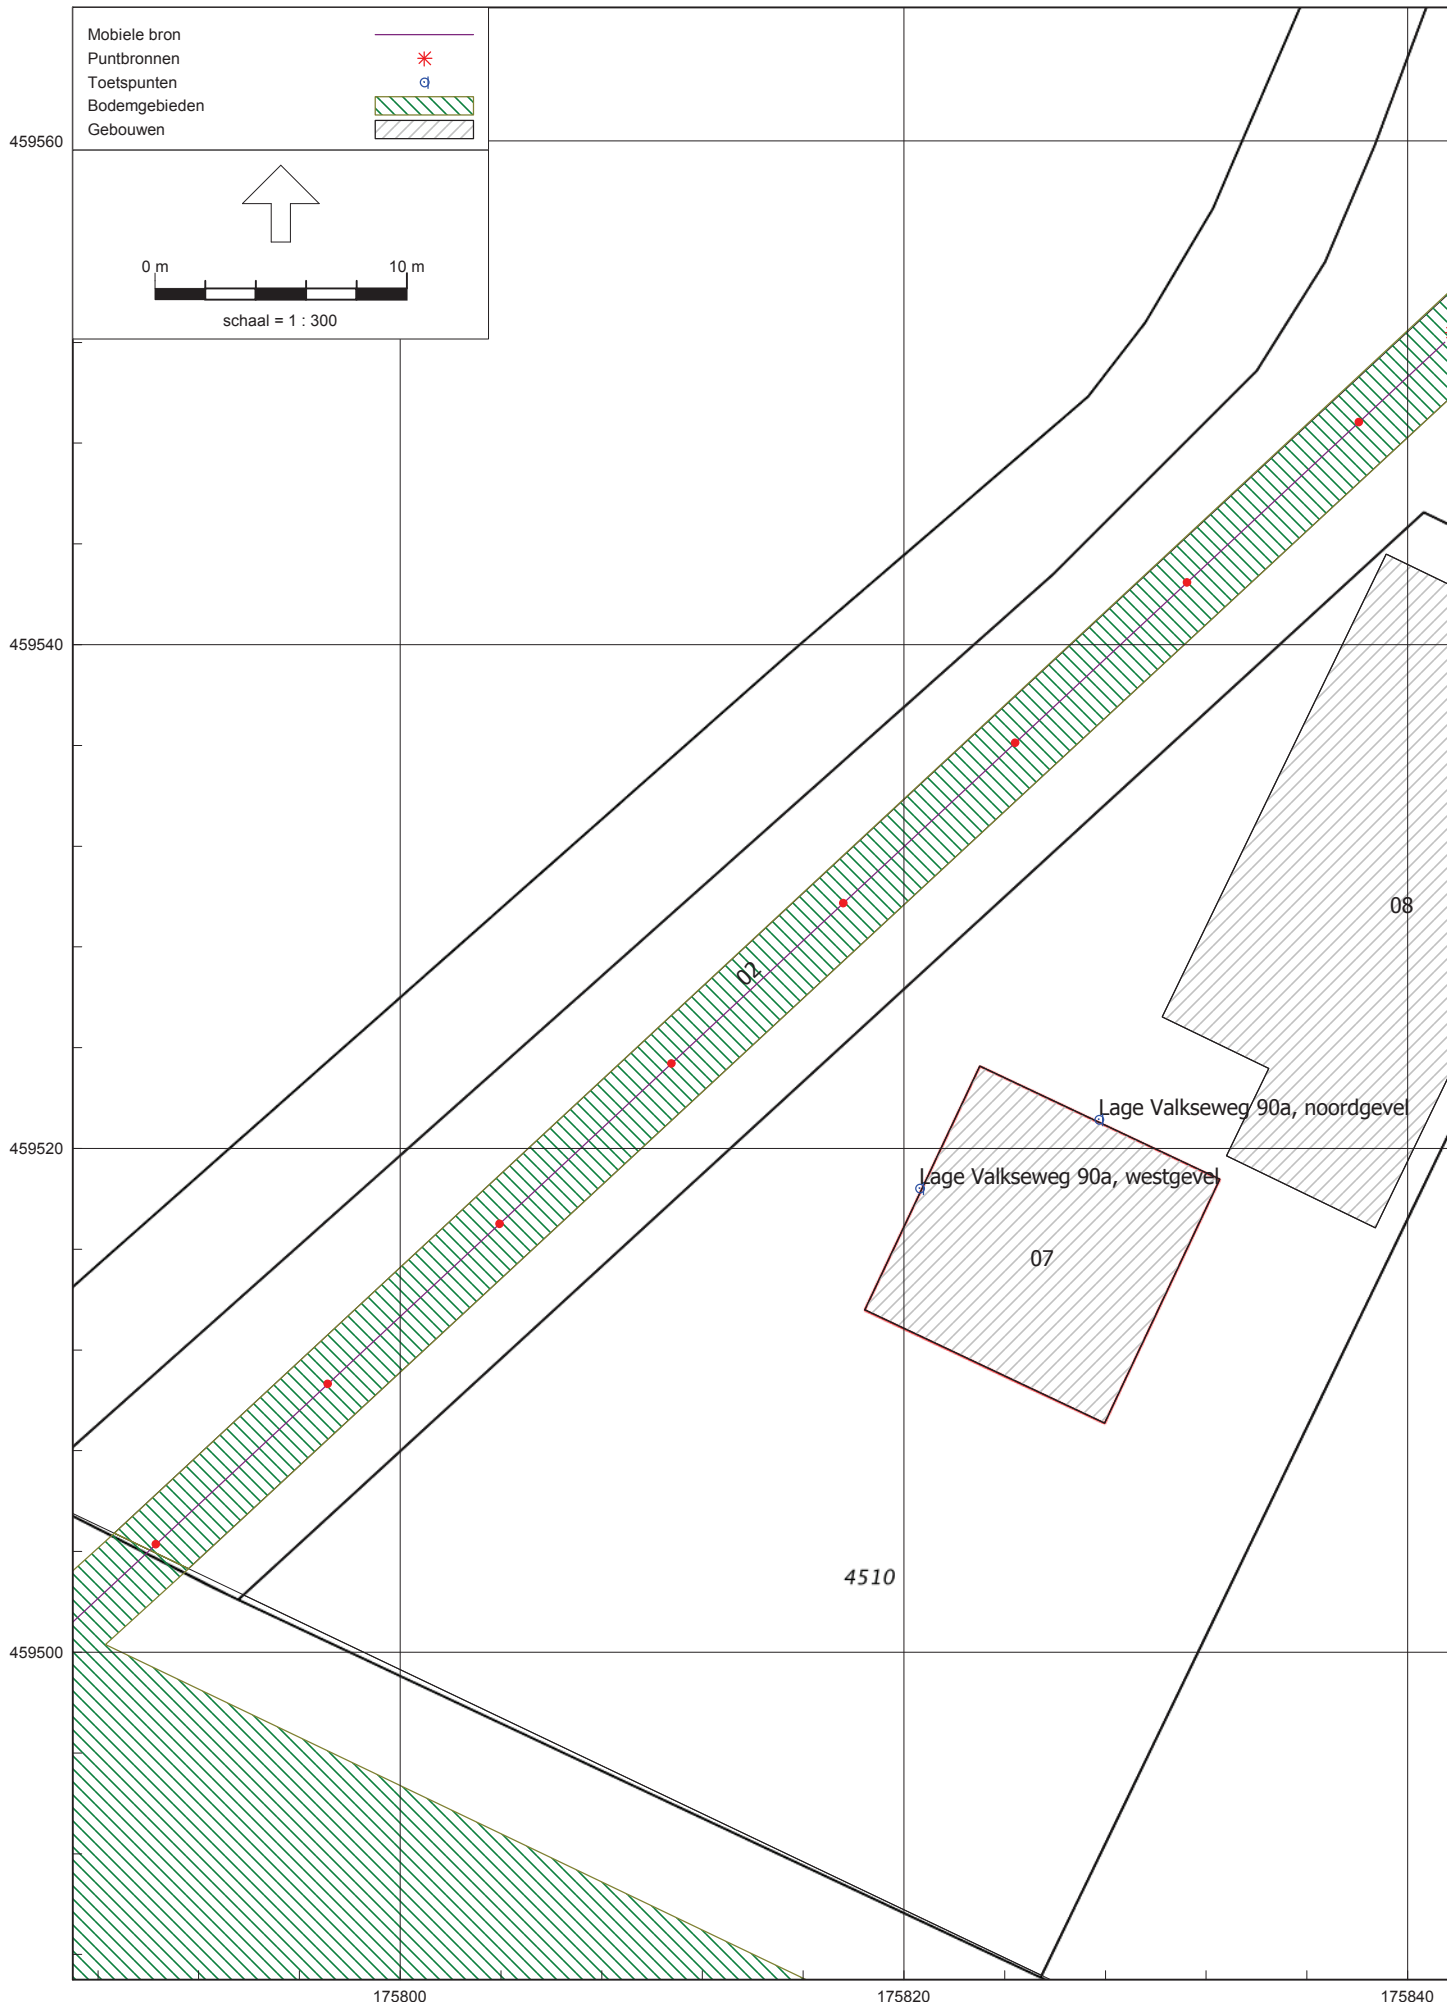 Mobiele bron
Puntbronnen
Toetspunten
Bodemgebieden
Gebouwen
0 m 10 m
schaal = 1 : 300
459560
459540
08
02
Lage Valkseweg 90a, noordgevel
459520
Lage Valkseweg 90a, westgevel
07
4510
459500
175800 175820 175840